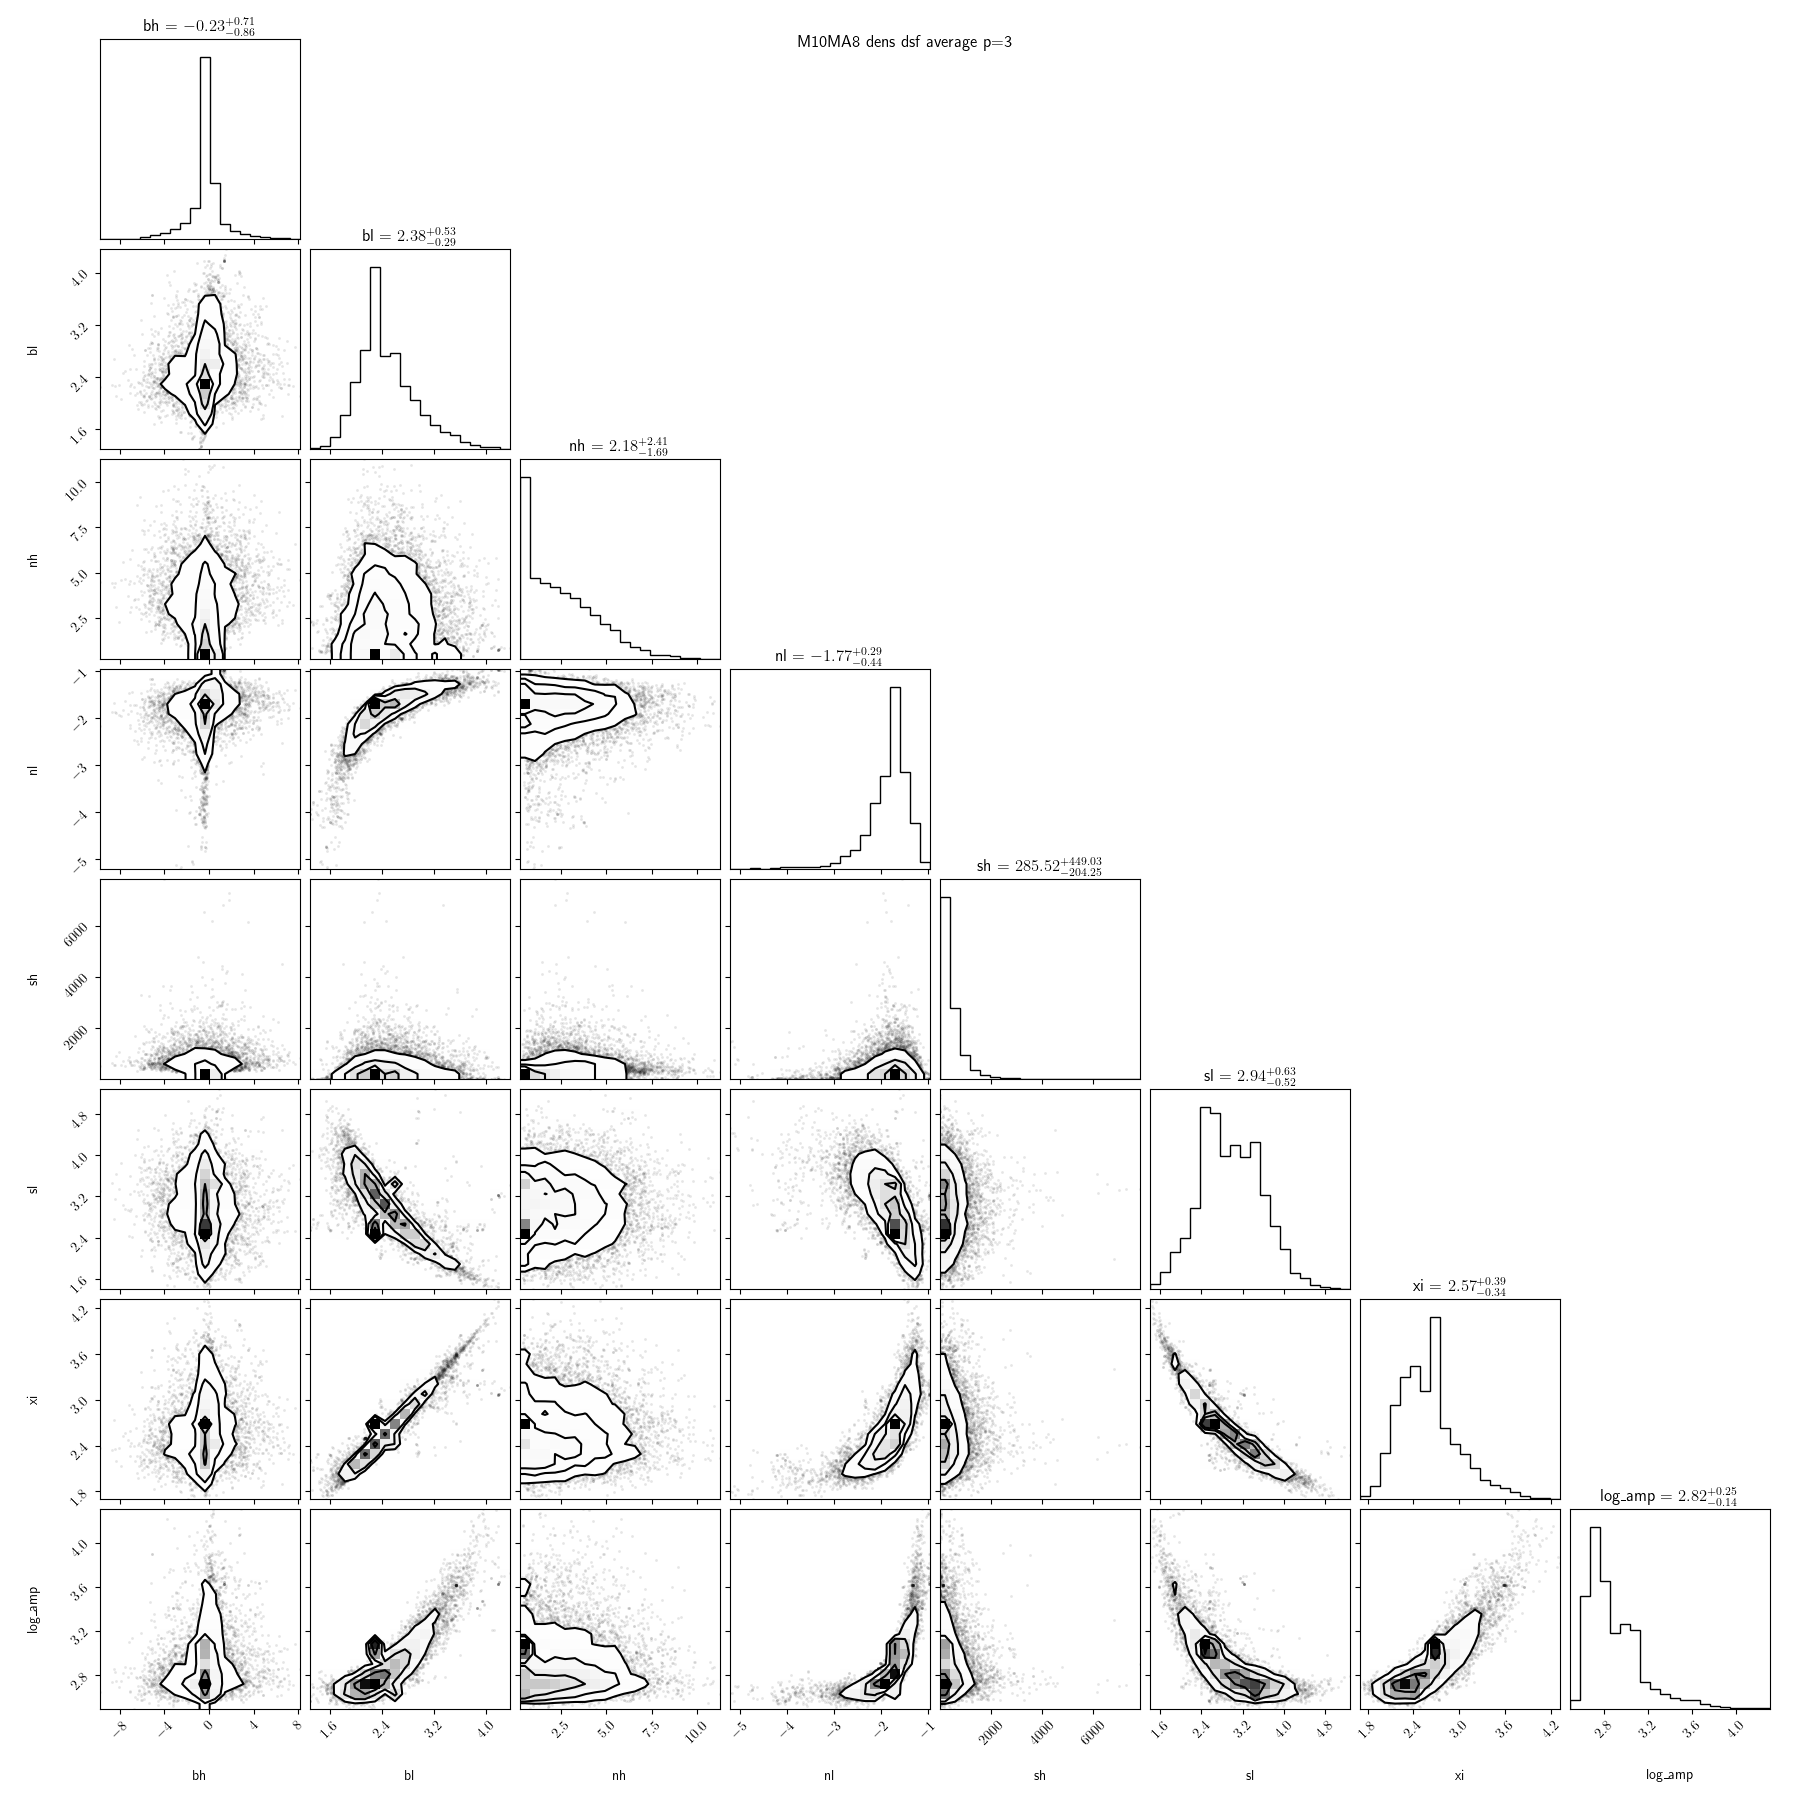 M10MA8 dens dsf average p=3
bh = −0.23 +0.71 −0.86
bl = 2.38 +0.53 −0.29
4.0
3.2
2.4
1.6
bl
nh = 2.18 +2.41 −1.69
10.0
7.5
5.0
2.5
nh
nl = −1.77 +0.29 −0.44
−1
−2
−3
−4
−5
nl
sh = 285.52 +449.03 −204.25
6000
4000
2000
sh
sl = 2.94 +0.63 −0.52
4.8
4.0
3.2
2.4
1.6
sl
xi = 2.57 +0.39 −0.34
4.2
3.6
3.0
2.4
1.8
xi
log_amp = 2.82 +0.25 −0.14
4.0
3.6
3.2
2.8
log_amp
−8 −4 0 4 8 1.6 2.4 3.2 4.0 2.5 5.0 7.5 10.0 −5 −4 −3 −2 −1 2000 4000 6000 1.6 2.4 3.2 4.0 4.8 1.8 2.4 3.0 3.6 4.2 2.8 3.2 3.6 4.0
bh bl nh nl sh sl xi log_amp